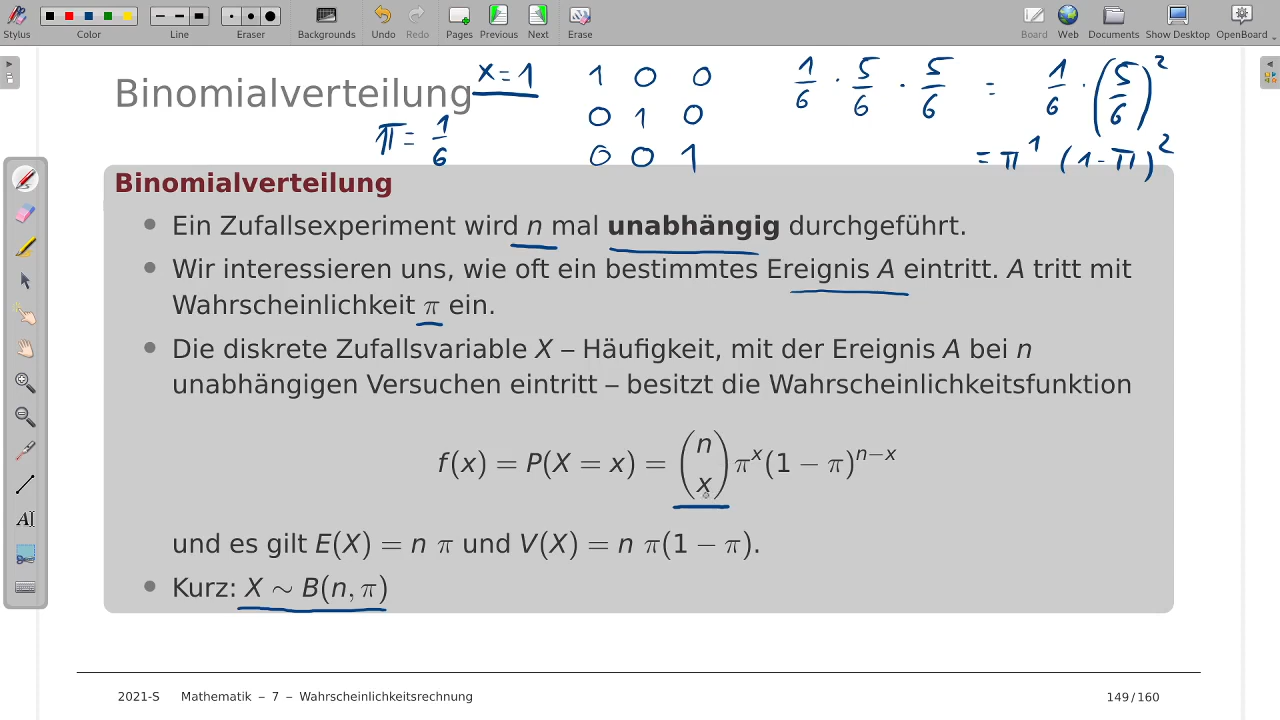 Stylus Color Line Eraser Backgrounds Undo Redo Pages Previous Next Erase Board Web Documents Show Desktop OpenBoard
Binomialverteilung
x=1
π = 1/6
1 0 0
0 1 0
0 0 1
1/6 · 5/6 · 5/6 = 1/6 · (5/6)²
= π¹ (1-π)²
Binomialverteilung
• Ein Zufallsexperiment wird n mal unabhängig durchgeführt.
• Wir interessieren uns, wie oft ein bestimmtes Ereignis A eintritt. A tritt mit
Wahrscheinlichkeit π ein.
• Die diskrete Zufallsvariable X – Häufigkeit, mit der Ereignis A bei n
unabhängigen Versuchen eintritt – besitzt die Wahrscheinlichkeitsfunktion
f(x) = P(X = x) = (n x) πˣ(1 − π)ⁿ⁻ˣ
und es gilt E(X) = n π und V(X) = n π(1 − π).
• Kurz: X ∼ B(n, π)
2021-S Mathematik – 7 – Wahrscheinlichkeitsrechnung 149/160